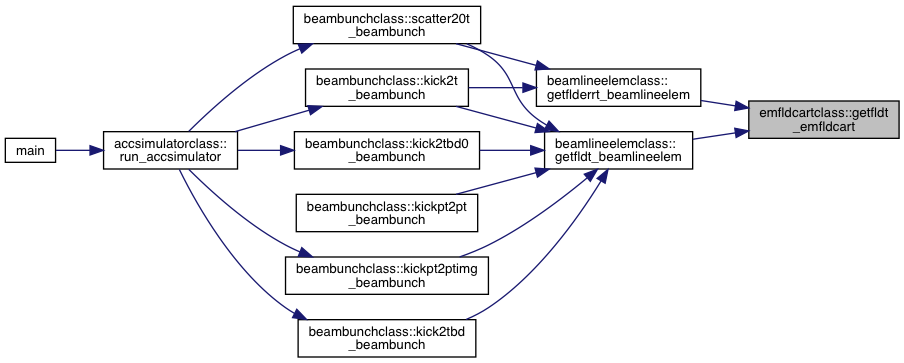 main
accsimulatorclass::
run_accsimulator
beambunchclass::scatter20t
_beambunch
beambunchclass::kick2t
_beambunch
beambunchclass::kick2tbd0
_beambunch
beambunchclass::kickpt2pt
_beambunch
beambunchclass::kickpt2ptimg
_beambunch
beambunchclass::kick2tbd
_beambunch
beamlineelemclass::
getflderrt_beamlineelem
beamlineelemclass::
getfldt_beamlineelem
emfldcartclass::getfldt
_emfldcart